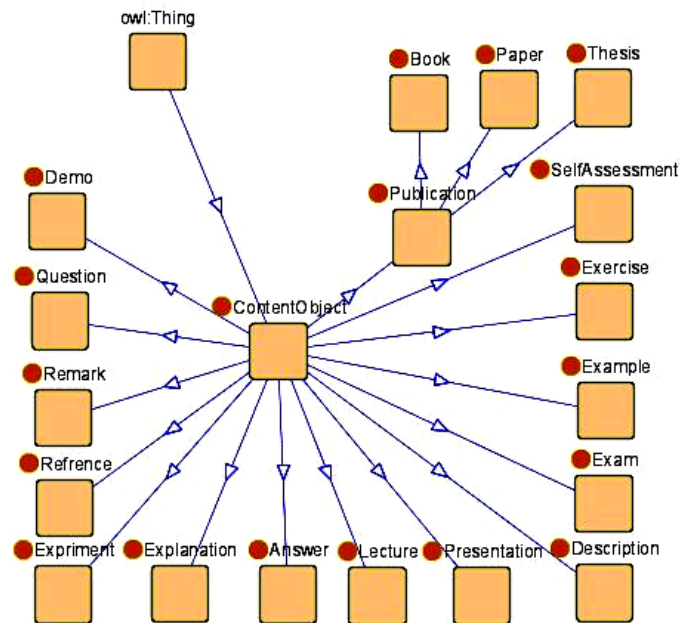 owl:Thing
Book
Paper
Thesis
Demo
Publication
SelfAssessment
Question
ContentObject
Exercise
Remark
Example
Refrence
Exam
Expriment
Explanation
Answer
Lecture
Presentation
Description